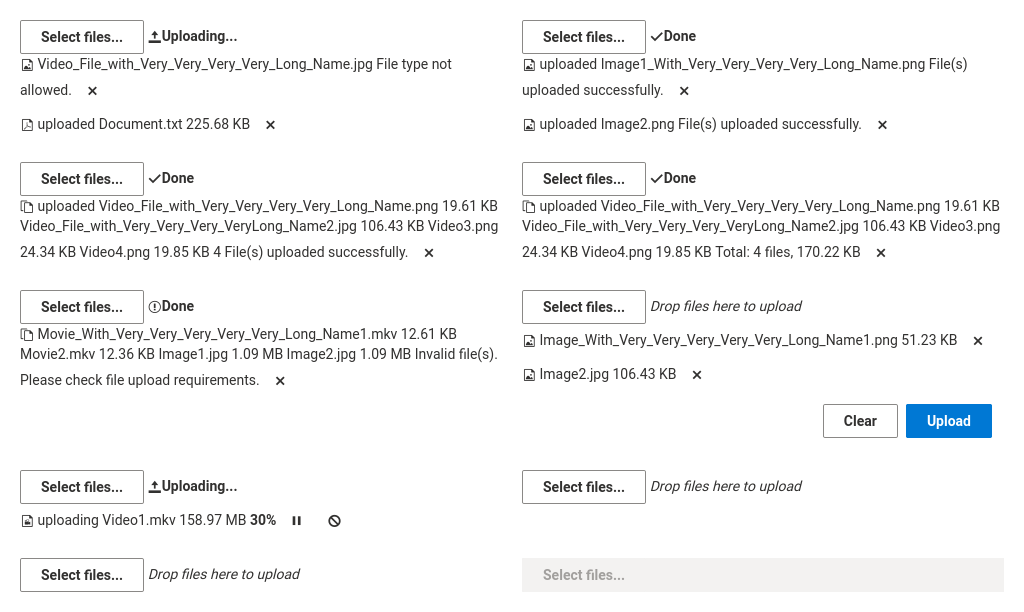 Select files... Uploading...
Video_File_with_Very_Very_Very_Very_Long_Name.jpg File type not
allowed.
uploaded Document.txt 225.68 KB
Select files... Done
uploaded Image1_With_Very_Very_Very_Very_Long_Name.png File(s)
uploaded successfully.
uploaded Image2.png File(s) uploaded successfully.
Select files... Done
uploaded Video_File_with_Very_Very_Very_Very_Long_Name.png 19.61 KB
Video_File_with_Very_Very_Very_VeryLong_Name2.jpg 106.43 KB Video3.png
24.34 KB Video4.png 19.85 KB 4 File(s) uploaded successfully.
Select files... Done
uploaded Video_File_with_Very_Very_Very_Very_Long_Name.png 19.61 KB
Video_File_with_Very_Very_Very_VeryLong_Name2.jpg 106.43 KB Video3.png
24.34 KB Video4.png 19.85 KB Total: 4 files, 170.22 KB
Select files... Done
Movie_With_Very_Very_Very_Very_Very_Long_Name1.mkv 12.61 KB
Movie2.mkv 12.36 KB Image1.jpg 1.09 MB Image2.jpg 1.09 MB Invalid file(s).
Please check file upload requirements.
Select files... Drop files here to upload
Image_With_Very_Very_Very_Very_Very_Long_Name1.png 51.23 KB
Image2.jpg 106.43 KB
Clear Upload
Select files... Uploading...
uploading Video1.mkv 158.97 MB 30%
Select files... Drop files here to upload
Select files... Drop files here to upload
Select files...